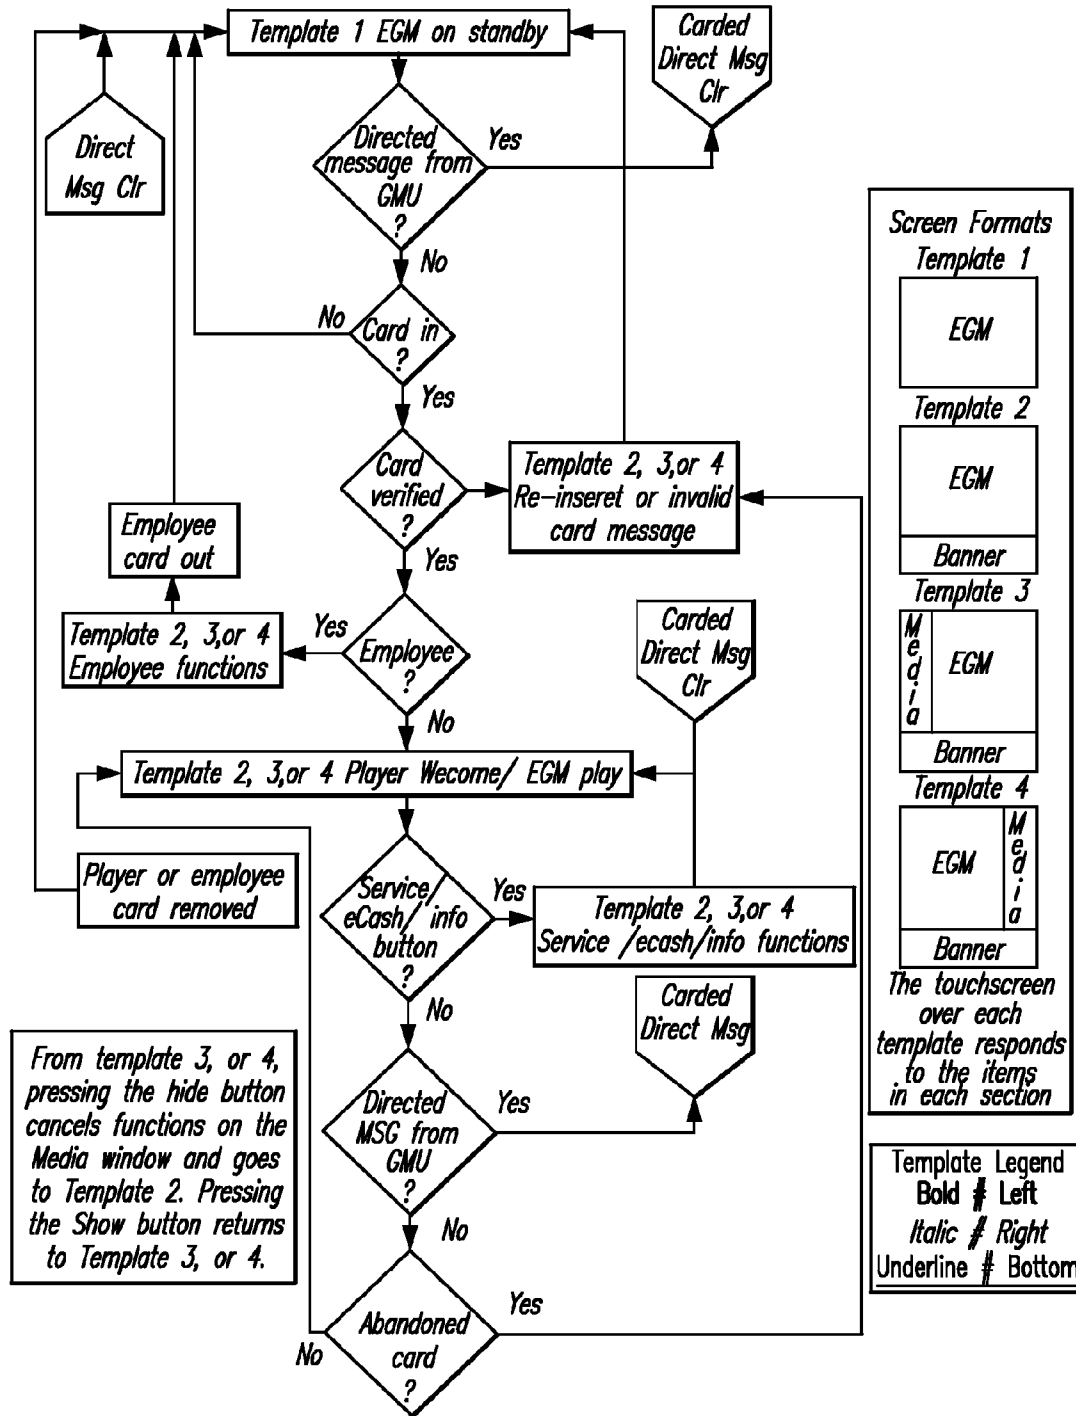 Template 1 EGM on standby
Carded
Direct Msg
Clr
Direct
Msg Clr
Directed
message from
GMU
?
Yes
No
Card in
?
No
Yes
Card
verified
?
Yes
Template 2, 3,or 4
Re-inseret or invalid
card message
Employee
card out
Template 2, 3,or 4
Employee functions
Yes
Employee
?
No
Carded
Direct Msg
Clr
Template 2, 3,or 4 Player Wecome/ EGM play
Player or employee
card removed
Service/
eCash/ info
button
?
Yes
No
Template 2, 3,or 4
Service /ecash/info functions
Carded
Direct Msg
Directed
MSG from
GMU
?
Yes
No
From template 3, or 4,
pressing the hide button
cancels functions on the
Media window and goes
to Template 2. Pressing
the Show button returns
to Template 3, or 4.
Abandoned
card
?
No
Yes
Screen Formats
Template 1
EGM
Template 2
EGM
Banner
Template 3
Media
EGM
Banner
Template 4
EGM
Media
Banner
The touchscreen
over each
template responds
to the items
in each section
Template Legend
Bold # Left
Italic # Right
Underline # Bottom